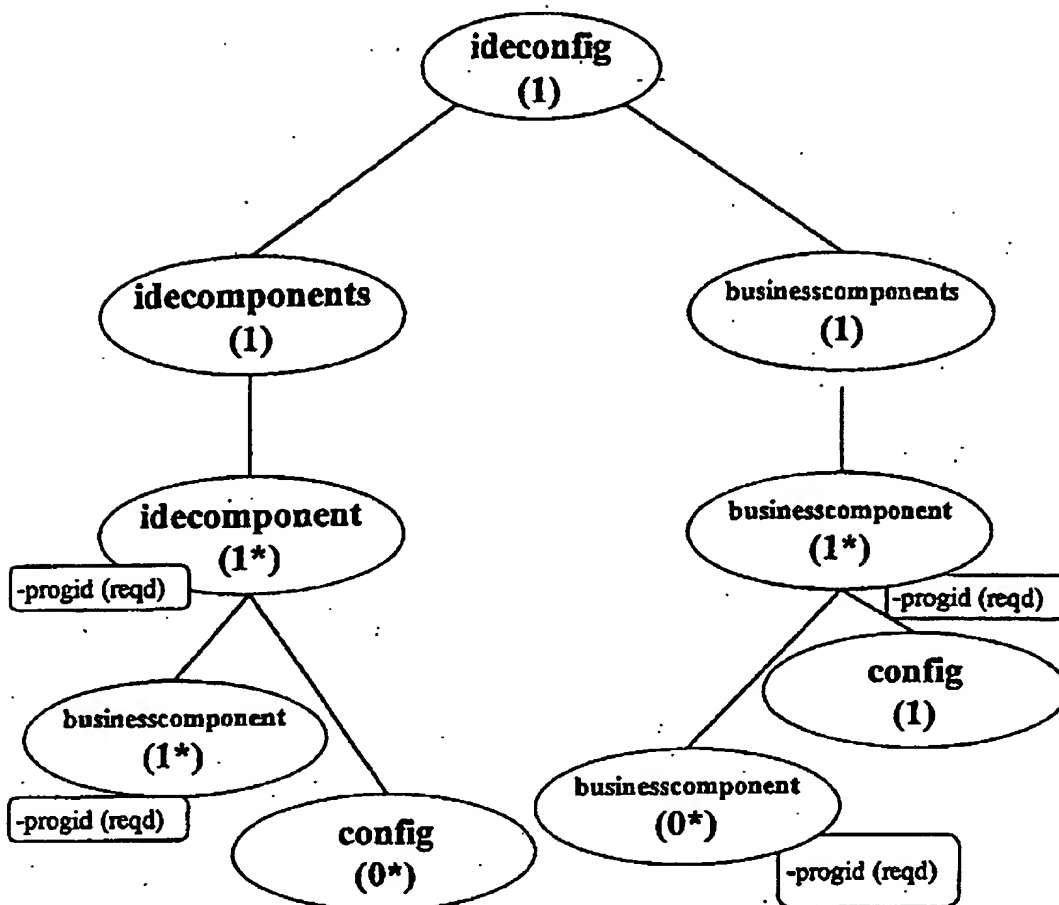 ideconfig
(1)
idecomponents
(1)
businesscomponents
(1)
idecomponent
(1*)
-progid (reqd)
businesscomponent
(1*)
-progid (reqd)
businesscomponent
(1*)
-progid (reqd)
config
(0*)
businesscomponent
(0*)
-progid (reqd)
config
(1)